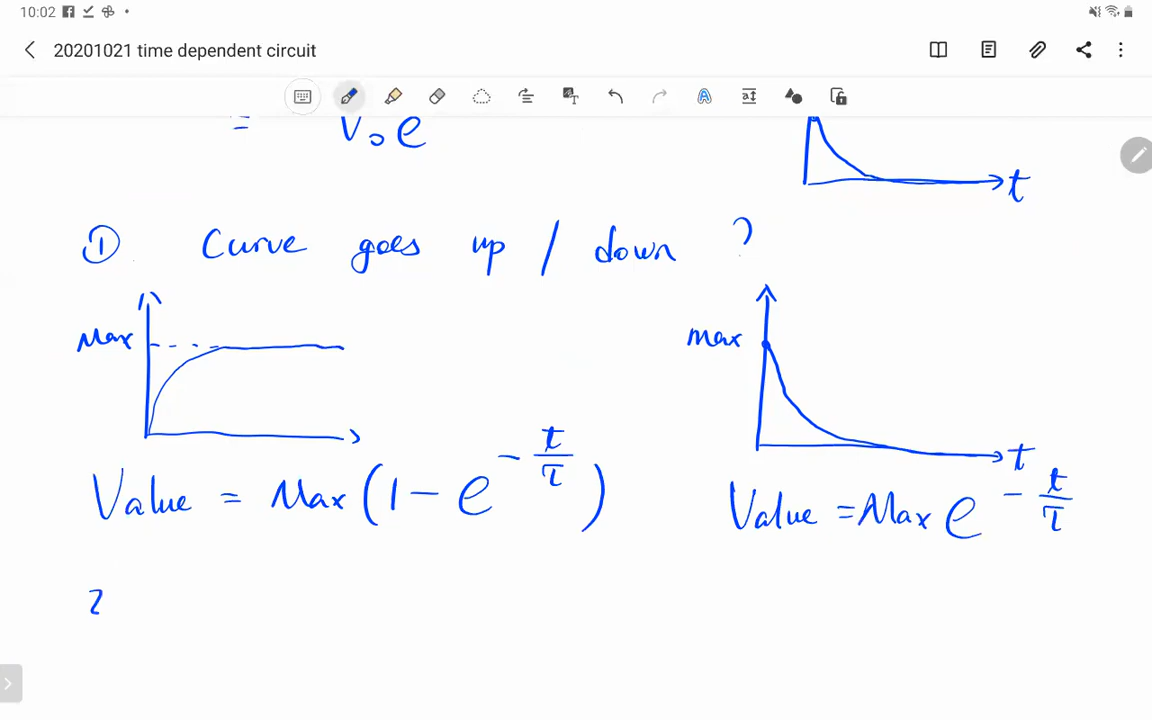 10:02
20201021 time dependent circuit
= V₀ e
t
① Curve goes up / down ?
Max
max
t
Value = Max (1 - e^{-t/τ})
Value = Max e^{-t/τ}
2